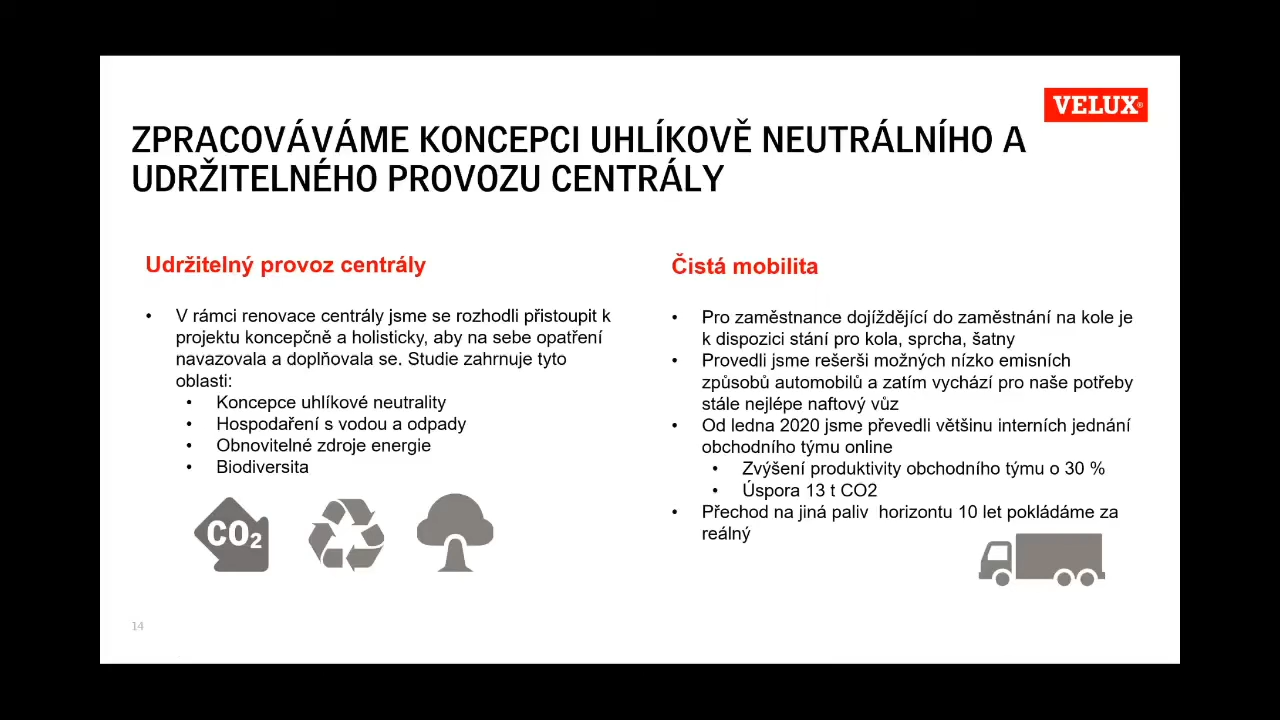 VELUX®
ZPRACOVÁVÁME KONCEPCI UHLÍKOVĚ NEUTRÁLNÍHO A
UDRŽITELNÉHO PROVOZU CENTRÁLY
Udržitelný provoz centrály
• V rámci renovace centrály jsme se rozhodli přistoupit k
projektu koncepčně a holisticky, aby na sebe opatření
navazovala a doplňovala se. Studie zahrnuje tyto
oblasti:
• Koncepce uhlíkové neutrality
• Hospodaření s vodou a odpady
• Obnovitelné zdroje energie
• Biodiversita
CO2
Čistá mobilita
• Pro zaměstnance dojíždějící do zaměstnání na kole je
k dispozici stání pro kola, sprcha, šatny
• Provedli jsme rešerši možných nízko emisních
způsobů automobilů a zatím vychází pro naše potřeby
stále nejlépe naftový vůz
• Od ledna 2020 jsme převedli většinu interních jednání
obchodního týmu online
• Zvýšení produktivity obchodního týmu o 30 %
• Úspora 13 t CO2
• Přechod na jiná paliv  horizontu 10 let pokládáme za
reálný
14